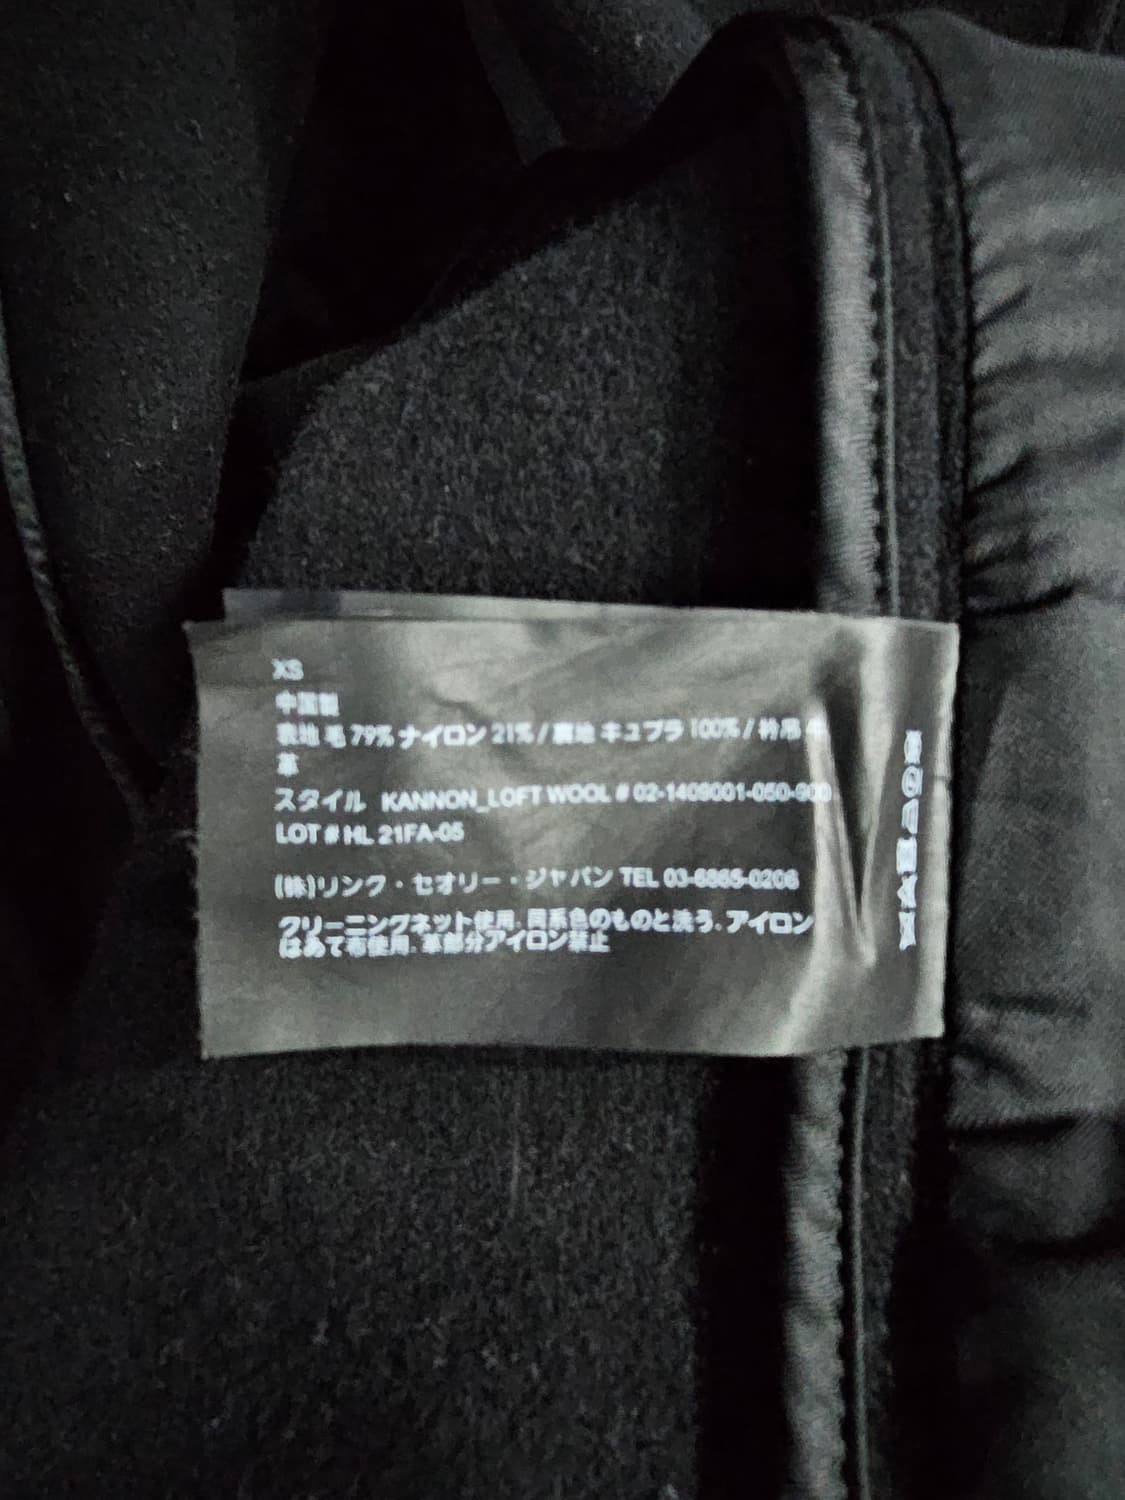 XS
中国製
表地 毛 79% ナイロン 21% / 裏地 キュプラ 100% / 衿吊 牛
革
スタイル KANNON_LOFT WOOL # 02-1409001-050-900
LOT # HL 21FA-05
(株)リンク・セオリー・ジャパン TEL 03-6865-0206
クリーニングネット使用. 同系色のものと洗う. アイロン
はあて布使用. 革部分アイロン禁止